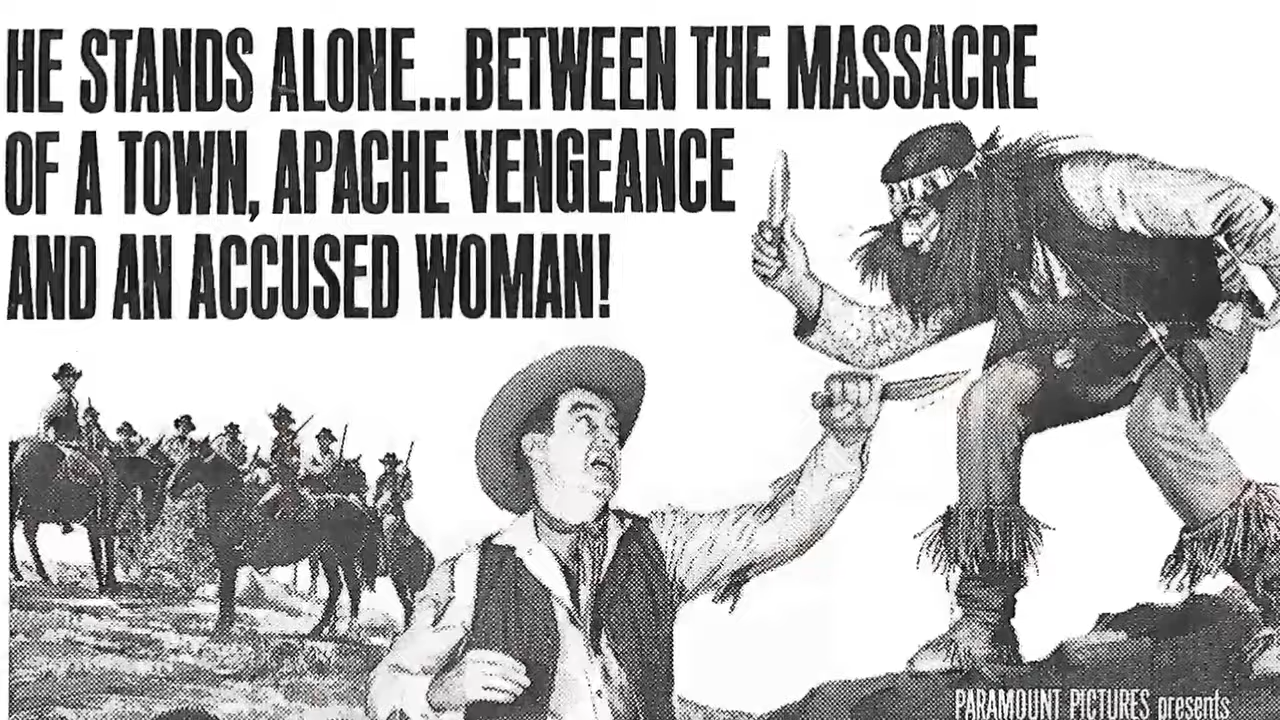 HE STANDS ALONE...BETWEEN THE MASSACRE
OF A TOWN, APACHE VENGEANCE
AND AN ACCUSED WOMAN!
PARAMOUNT PICTURES presents